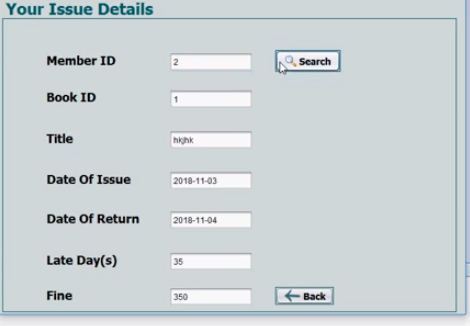 Your Issue Details
Member ID 2 Search
Book ID 1
Title hkjhk
Date Of Issue 2018-11-03
Date Of Return 2018-11-04
Late Day(s) 35
Fine 350 Back